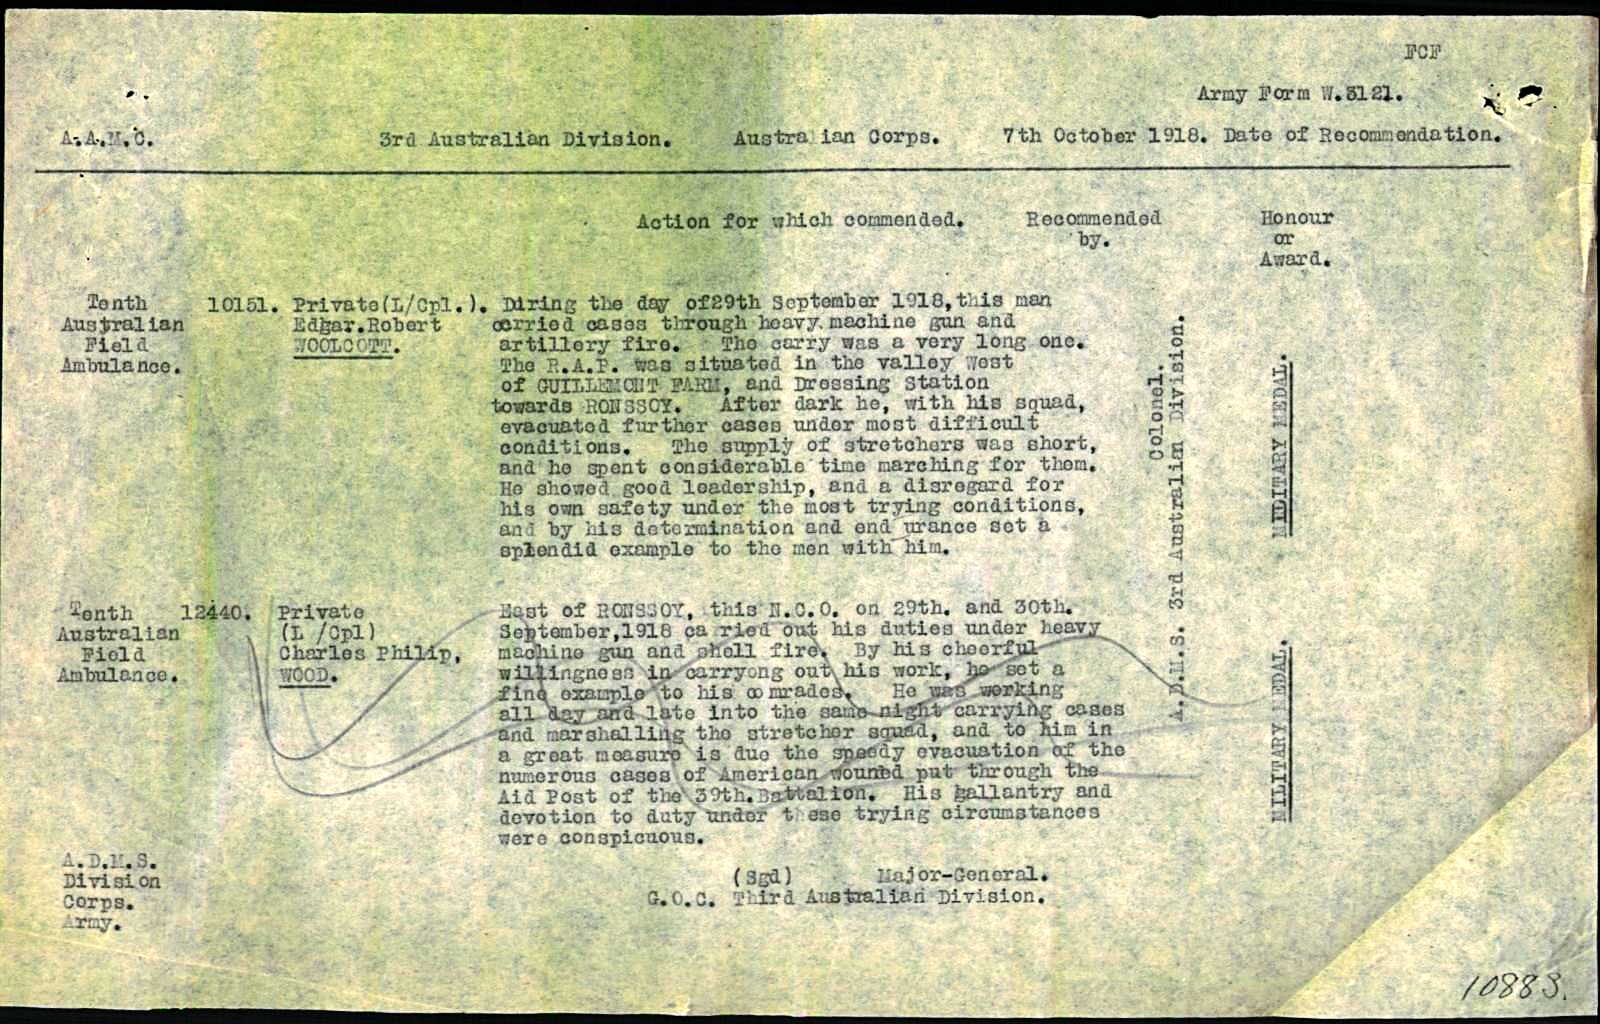 FCF
Army Form W.3121.
A.A.M.C. 3rd Australian Division. Australian Corps. 7th October 1918. Date of Recommendation.
Action for which commended. Recommended by. Honour or Award.
Tenth Australian Field Ambulance.
10151. Private(L/Cpl.).
Edgar.Robert
WOOLCOTT.
Diring the day of29th September 1918,this man
carried cases through heavy machine gun and
artillery fire. The carry was a very long one.
The R.A.P. was situated in the valley West
of GUILLEMONT FARM, and Dressing Station
towards RONSSOY. After dark he, with his squad,
evacuated further cases under most difficult
conditions. The supply of stretchers was short,
and he spent considerable time marching for them.
He showed good leadership, and a disregard for
his own safety under the most trying conditions,
and by his determination and end urance set a
splendid example to the men with him.
Colonel.
A.D.M.S. 3rd Australian Division.
MILITARY MEDAL.
Tenth Australian Field Ambulance.
12440. Private
(L /Cpl)
Charles Philip,
WOOD.
East of RONSSOY, this N.C.O. on 29th. and 30th.
September,1918 ca ried out his duties under heavy
machine gun and shell fire. By his cheerful
willingness in carryong out his work, he set a
fine example to his comrades. He was working
all day and late into the same night carrying cases
and marshalling the stretcher squad, and to him in
a great measure is due the speedy evacuation of the
numerous cases of American wouned put through the
Aid Post of the 39th.Battalion. His gallantry and
devotion to duty under t ese trying circumstances
were conspicuous.
MILITARY MEDAL.
A.D.M.S.
Division
Corps.
Army.
(Sgd) Major-General.
G.O.C. Third Australian Division.
10883.